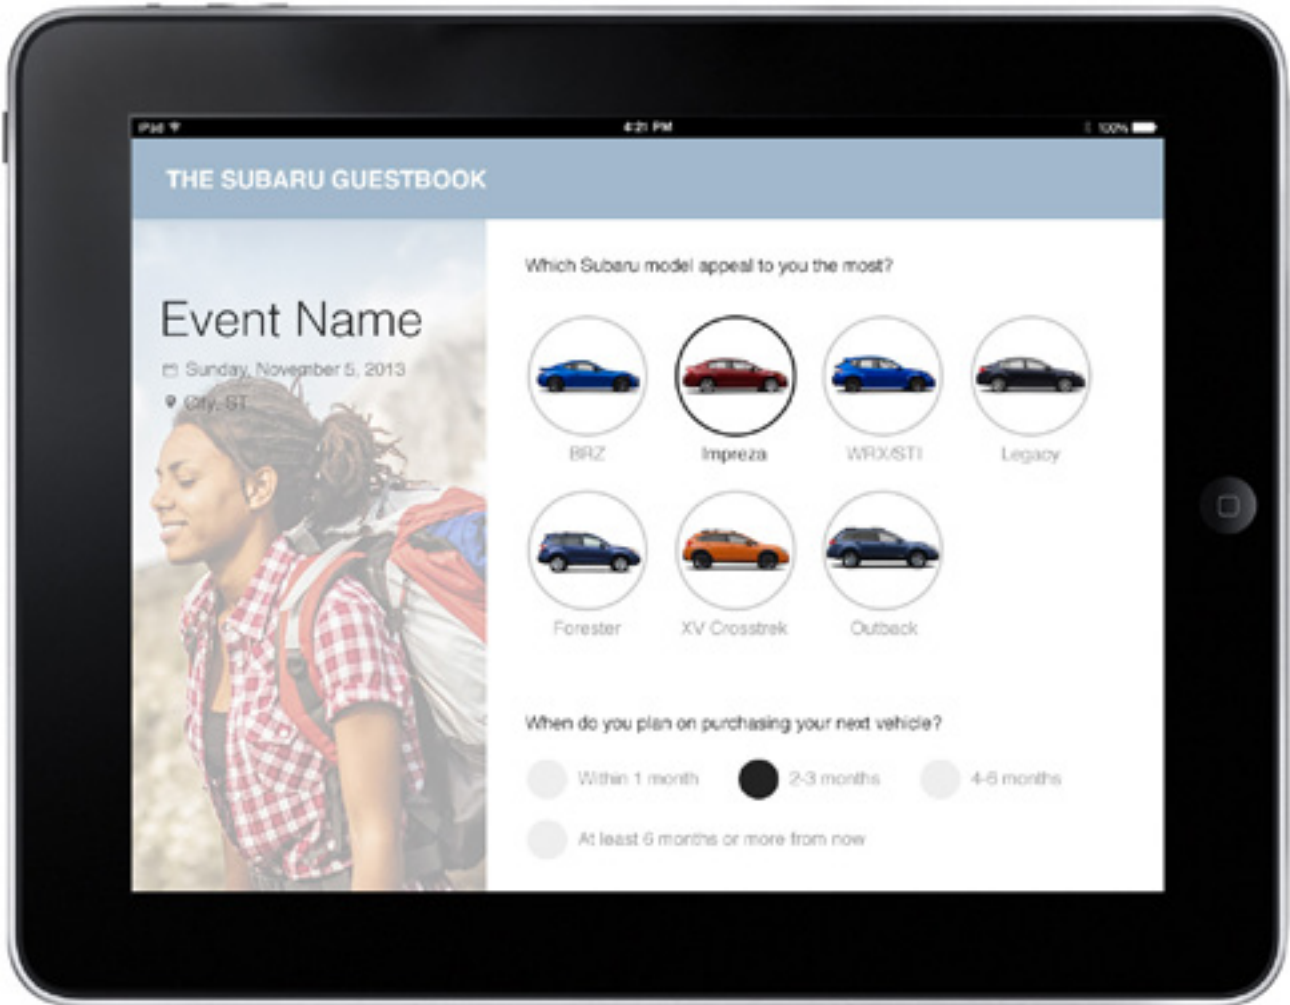 iPad
4:21 PM
100%
THE SUBARU GUESTBOOK
Event Name
Sunday, November 5, 2013
City, ST
Which Subaru model appeal to you the most?
BRZ
Impreza
WRX/STI
Legacy
Forester
XV Crosstrek
Outback
When do you plan on purchasing your next vehicle?
Within 1 month
2-3 months
4-6 months
At least 6 months or more from now